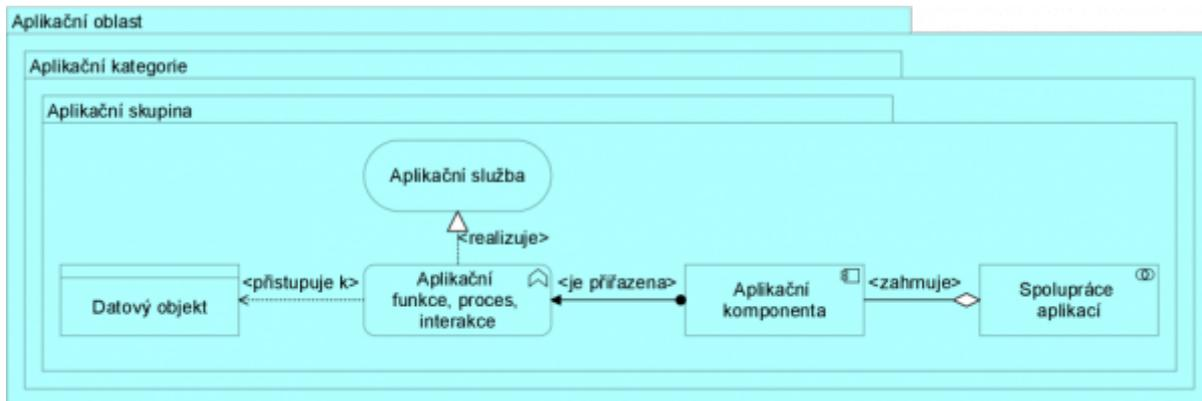 Aplikační oblast
Aplikační kategorie
Aplikační skupina
Aplikační služba
<realizuje>
Datový objekt
<přistupuje k>
Aplikační
funkce, proces,
interakce
<je přiřazena>
Aplikační
komponenta
<zahrnuje>
Spolupráce
aplikací